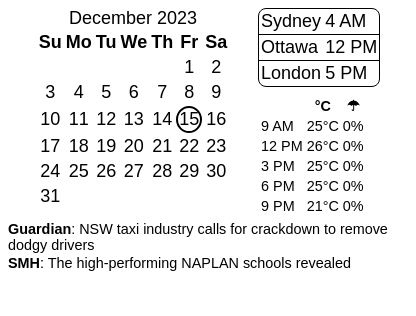 December 2023
Su Mo Tu We Th Fr Sa
1 2
3 4 5 6 7 8 9
10 11 12 13 14 15 16
17 18 19 20 21 22 23
24 25 26 27 28 29 30
31
Sydney 4 AM
Ottawa 12 PM
London 5 PM
°C ☂
9 AM 25°C 0%
12 PM 26°C 0%
3 PM 25°C 0%
6 PM 25°C 0%
9 PM 21°C 0%
Guardian: NSW taxi industry calls for crackdown to remove
dodgy drivers
SMH: The high-performing NAPLAN schools revealed